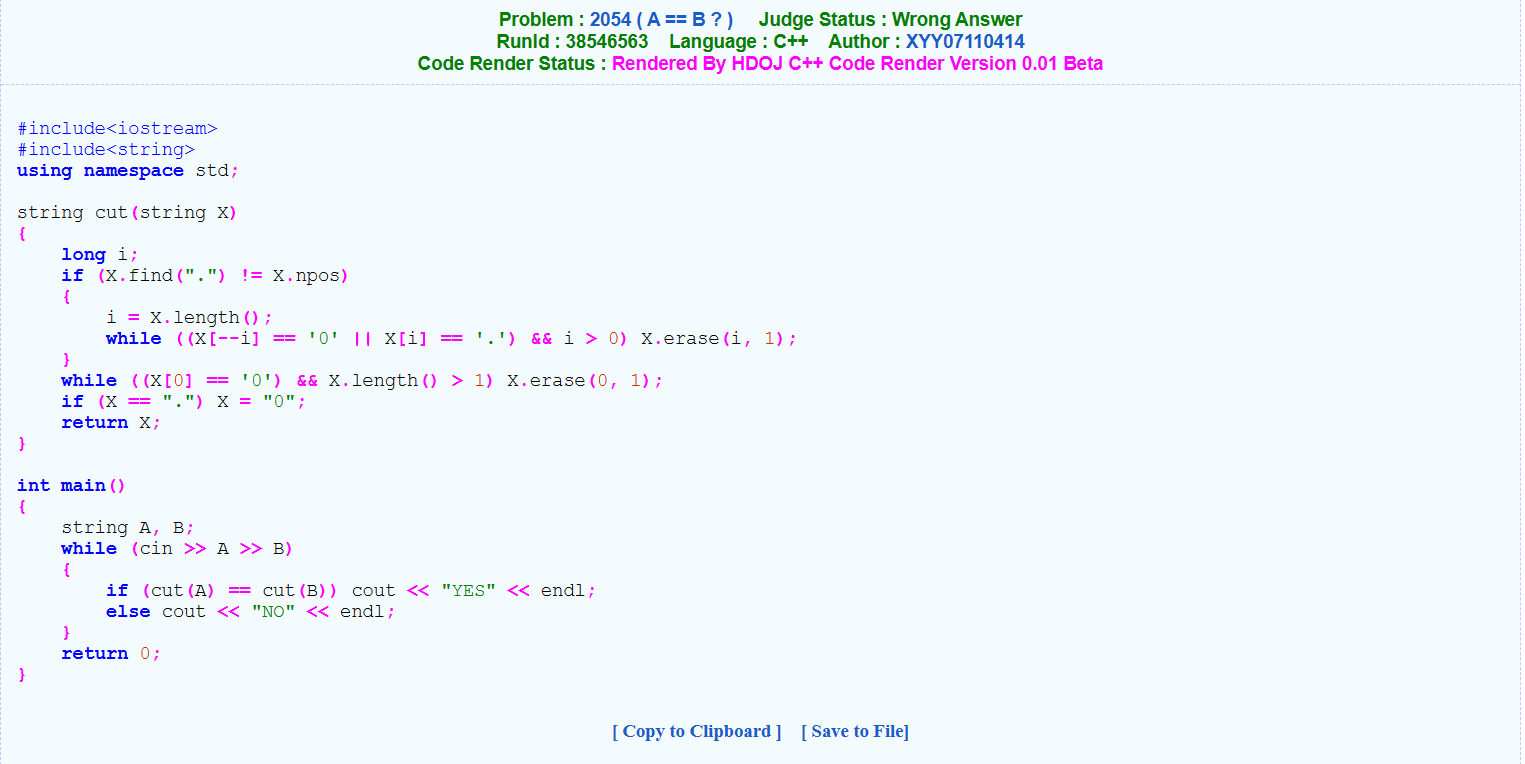 Problem : 2054 ( A == B ? )     Judge Status : Wrong Answer
RunId : 38546563    Language : C++    Author : XYY07110414
Code Render Status : Rendered By HDOJ C++ Code Render Version 0.01 Beta
#include<iostream>
#include<string>
using namespace std;
string cut(string X)
{
    long i;
    if (X.find(".") != X.npos)
    {
        i = X.length();
        while ((X[--i] == '0' || X[i] == '.') && i > 0) X.erase(i, 1);
    }
    while ((X[0] == '0') && X.length() > 1) X.erase(0, 1);
    if (X == ".") X = "0";
    return X;
}
int main()
{
    string A, B;
    while (cin >> A >> B)
    {
        if (cut(A) == cut(B)) cout << "YES" << endl;
        else cout << "NO" << endl;
    }
    return 0;
}
[ Copy to Clipboard ]    [ Save to File]